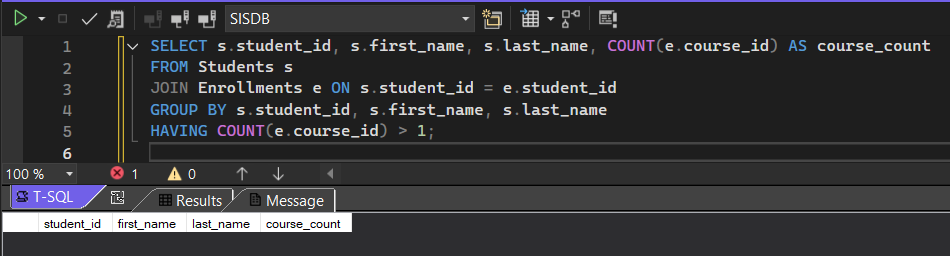 SISDB
1 SELECT s.student_id, s.first_name, s.last_name, COUNT(e.course_id) AS course_count
2 FROM Students s
3 JOIN Enrollments e ON s.student_id = e.student_id
4 GROUP BY s.student_id, s.first_name, s.last_name
5 HAVING COUNT(e.course_id) > 1;
6
100 % 1 0
T-SQL Results Message
student_id first_name last_name course_count